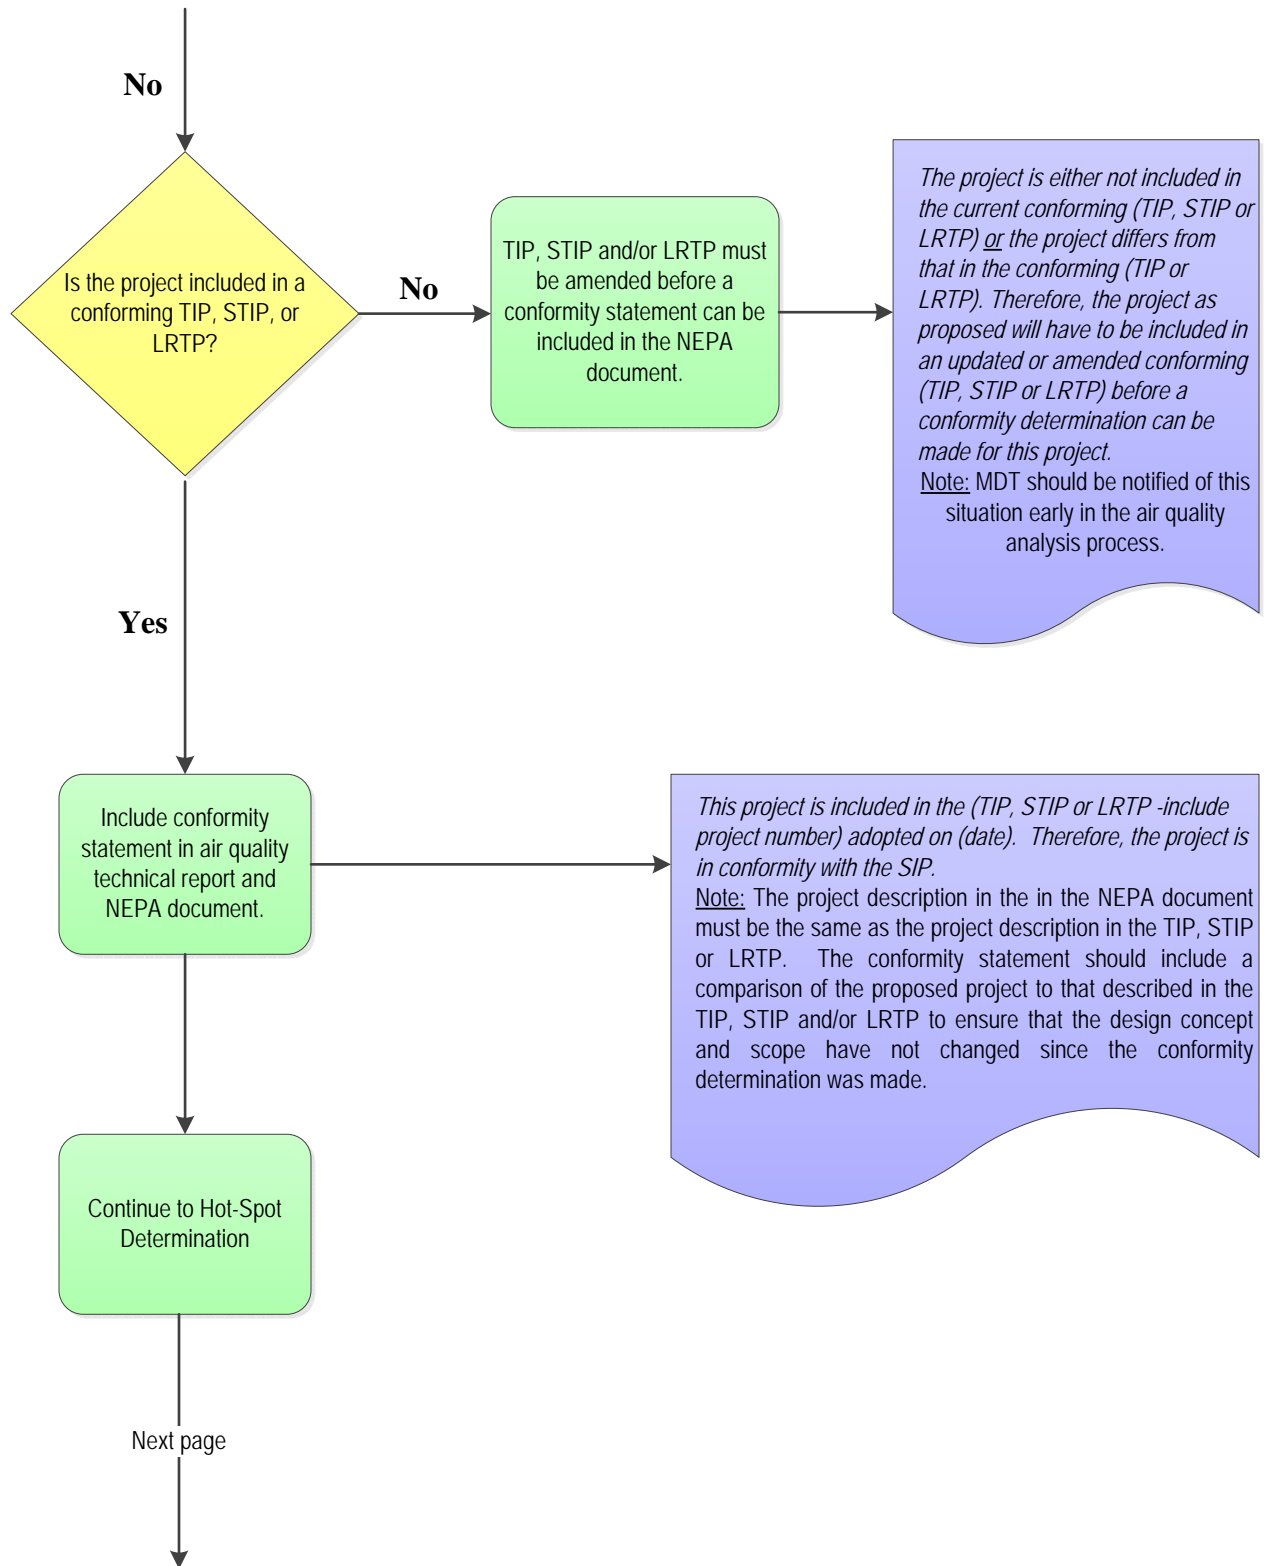 No
Is the project included in a
conforming TIP, STIP, or
LRTP?
No
TIP, STIP and/or LRTP must
be amended before a
conformity statement can be
included in the NEPA
document.
The project is either not included in
the current conforming (TIP, STIP or
LRTP) or the project differs from
that in the conforming (TIP or
LRTP). Therefore, the project as
proposed will have to be included in
an updated or amended conforming
(TIP, STIP or LRTP) before a
conformity determination can be
made for this project.
Note: MDT should be notified of this
situation early in the air quality
analysis process.
Yes
Include conformity
statement in air quality
technical report and
NEPA document.
This project is included in the (TIP, STIP or LRTP -include
project number) adopted on (date). Therefore, the project is
in conformity with the SIP.
Note: The project description in the in the NEPA document
must be the same as the project description in the TIP, STIP
or LRTP. The conformity statement should include a
comparison of the proposed project to that described in the
TIP, STIP and/or LRTP to ensure that the design concept
and scope have not changed since the conformity
determination was made.
Continue to Hot-Spot
Determination
Next page